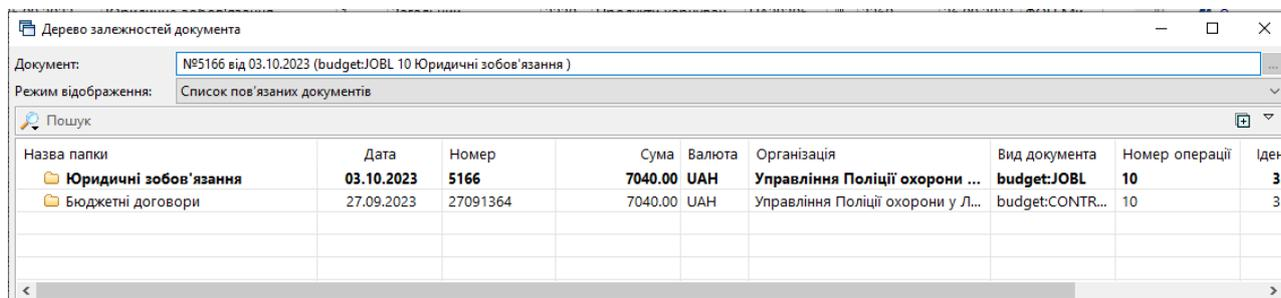 Дерево залежностей документа
Документ: №5166 від 03.10.2023 (budget:JOBL 10 Юридичні зобов'язання ) ...
Режим відображення: Список пов'язаних документів
Пошук
Назва папки Дата Номер Сума Валюта Організація Вид документа Номер операції Іден
Юридичні зобов'язання 03.10.2023 5166 7040.00 UAH Управління Поліції охорони ... budget:JOBL 10 3
Бюджетні договори 27.09.2023 27091364 7040.00 UAH Управління Поліції охорони у Л... budget:CONTR... 10 3